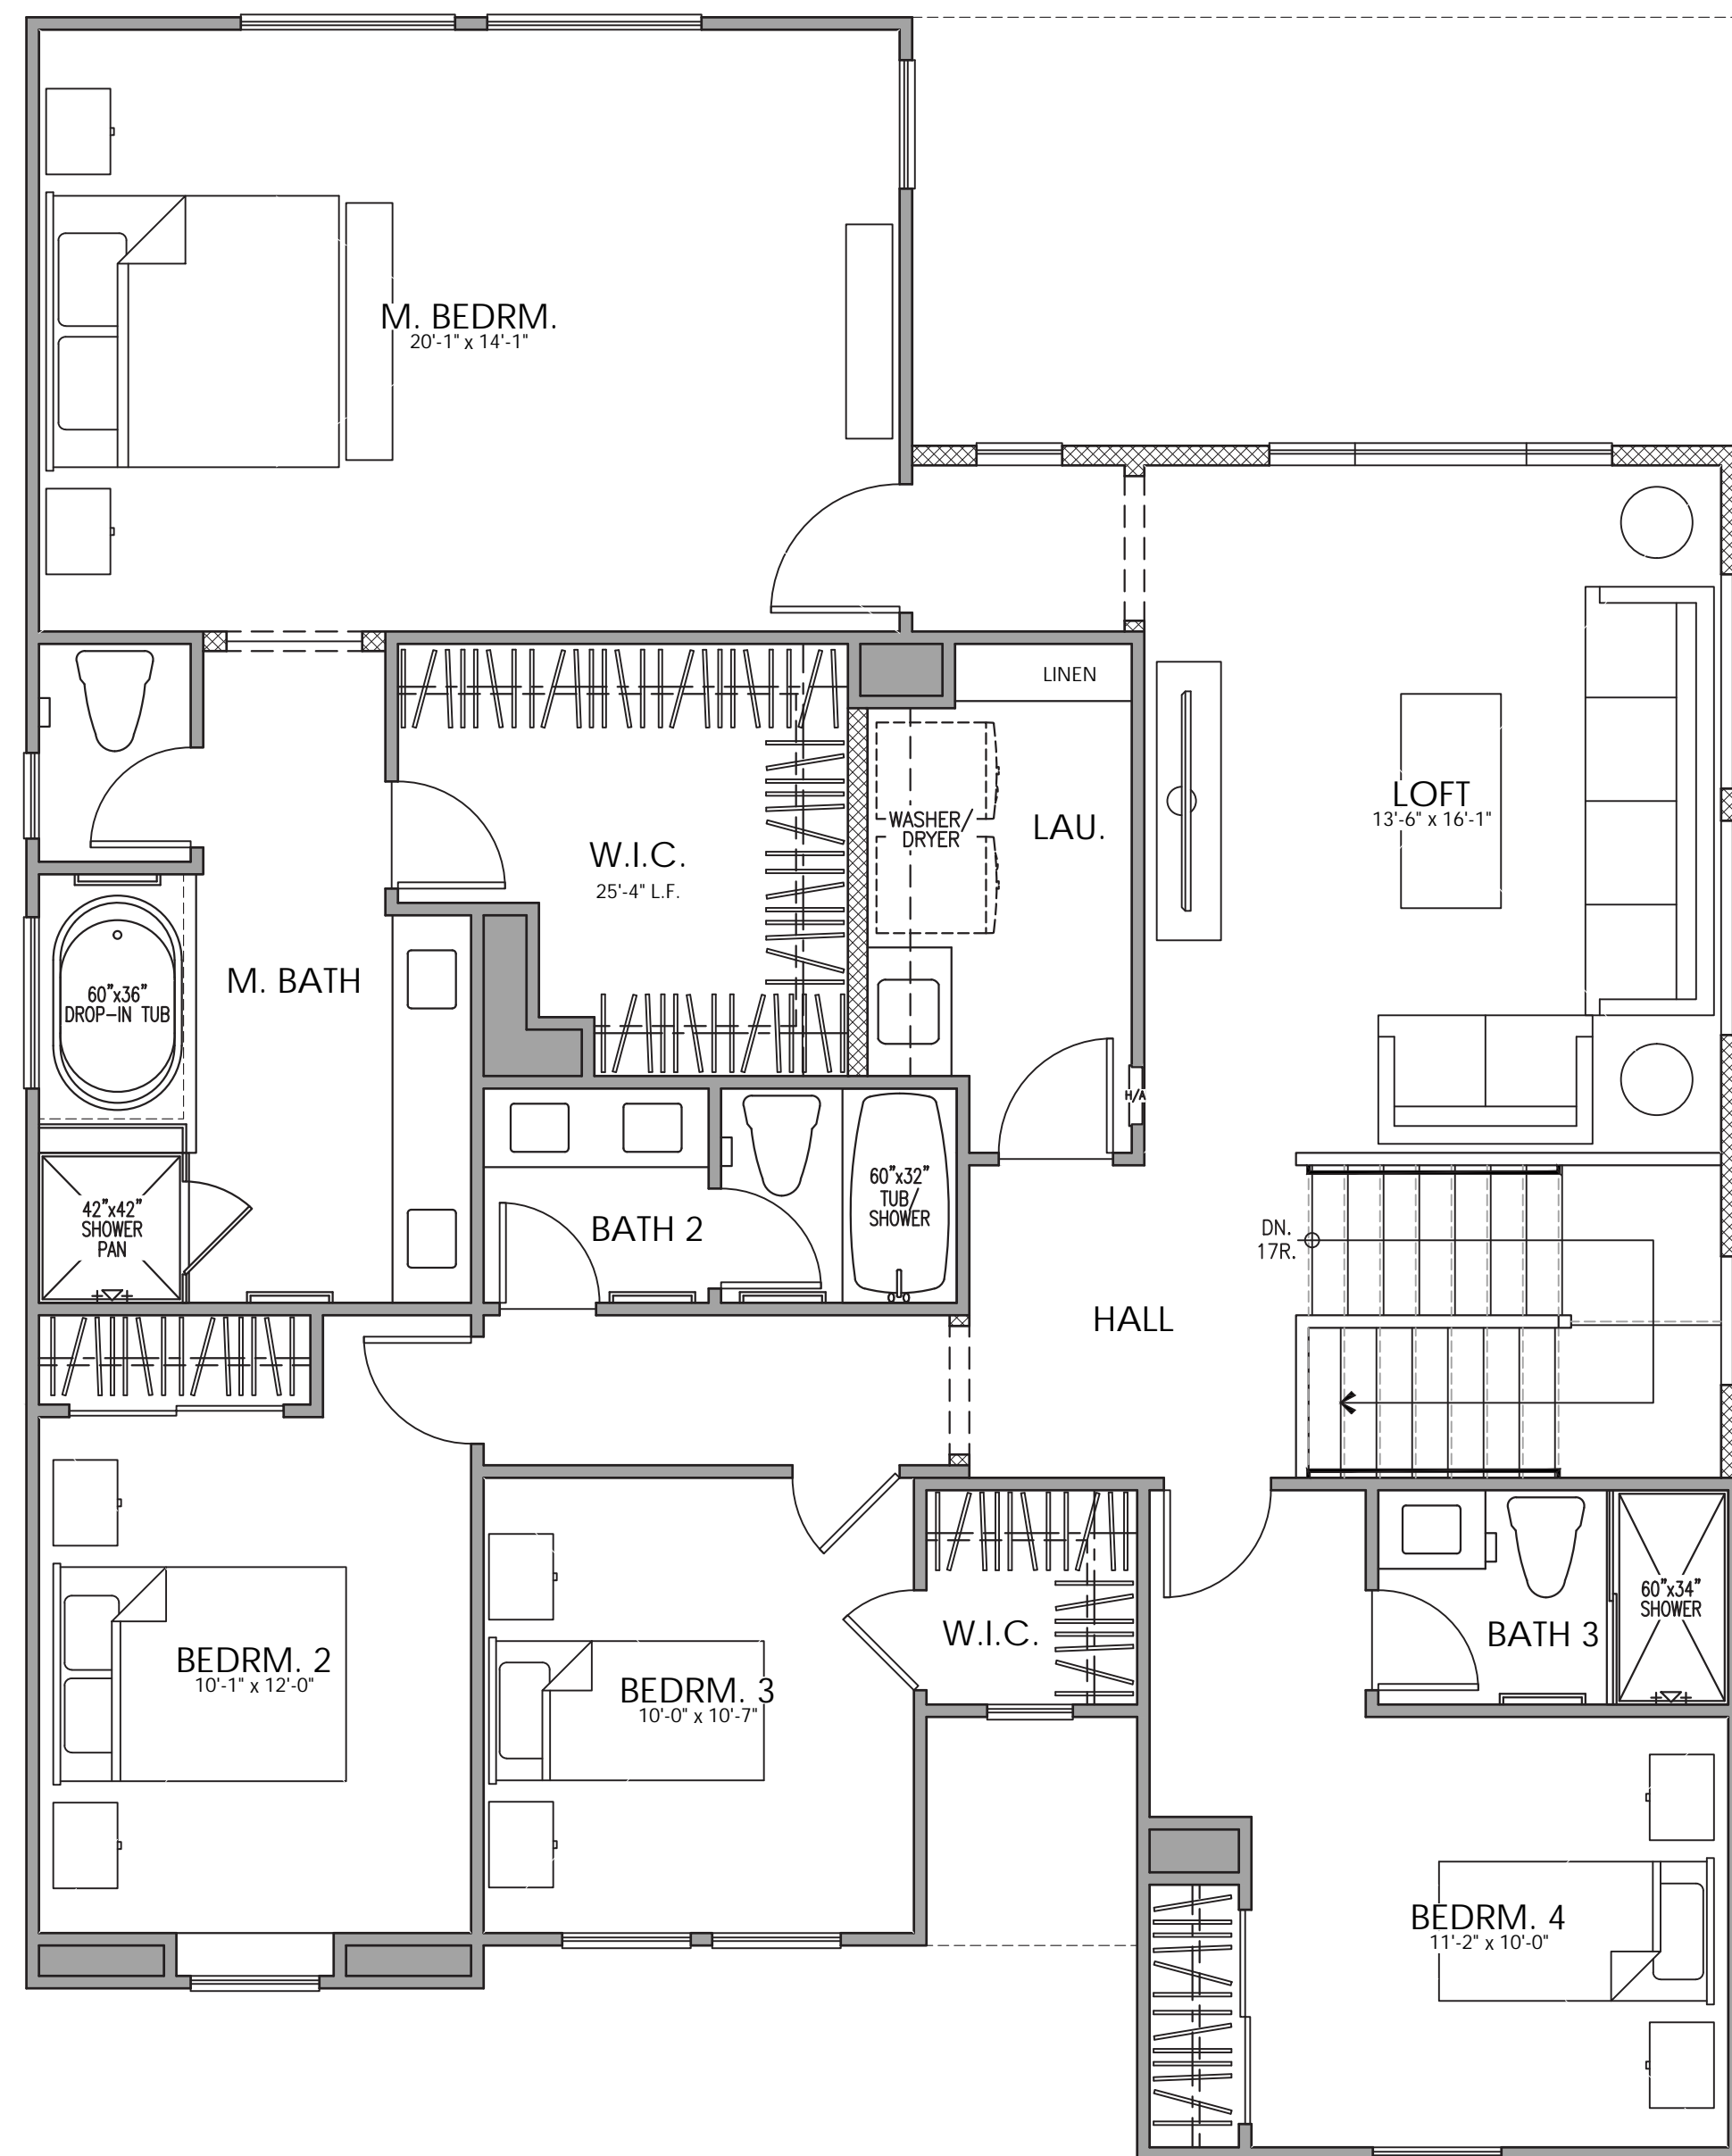 M. BEDRM.
20'-1" x 14'-1"
LINEN
WASHER/
DRYER
LAU.
LOFT
13'-6" x 16'-1"
W.I.C.
25'-4" L.F.
M. BATH
60"x36"
DROP-IN TUB
H/A
42"x42"
SHOWER
PAN
BATH 2
60"x32"
TUB/
SHOWER
DN.
17R.
HALL
BEDRM. 2
10'-1" x 12'-0"
BEDRM. 3
10'-0" x 10'-7"
W.I.C.
BATH 3
60"x34"
SHOWER
BEDRM. 4
11'-2" x 10'-0"